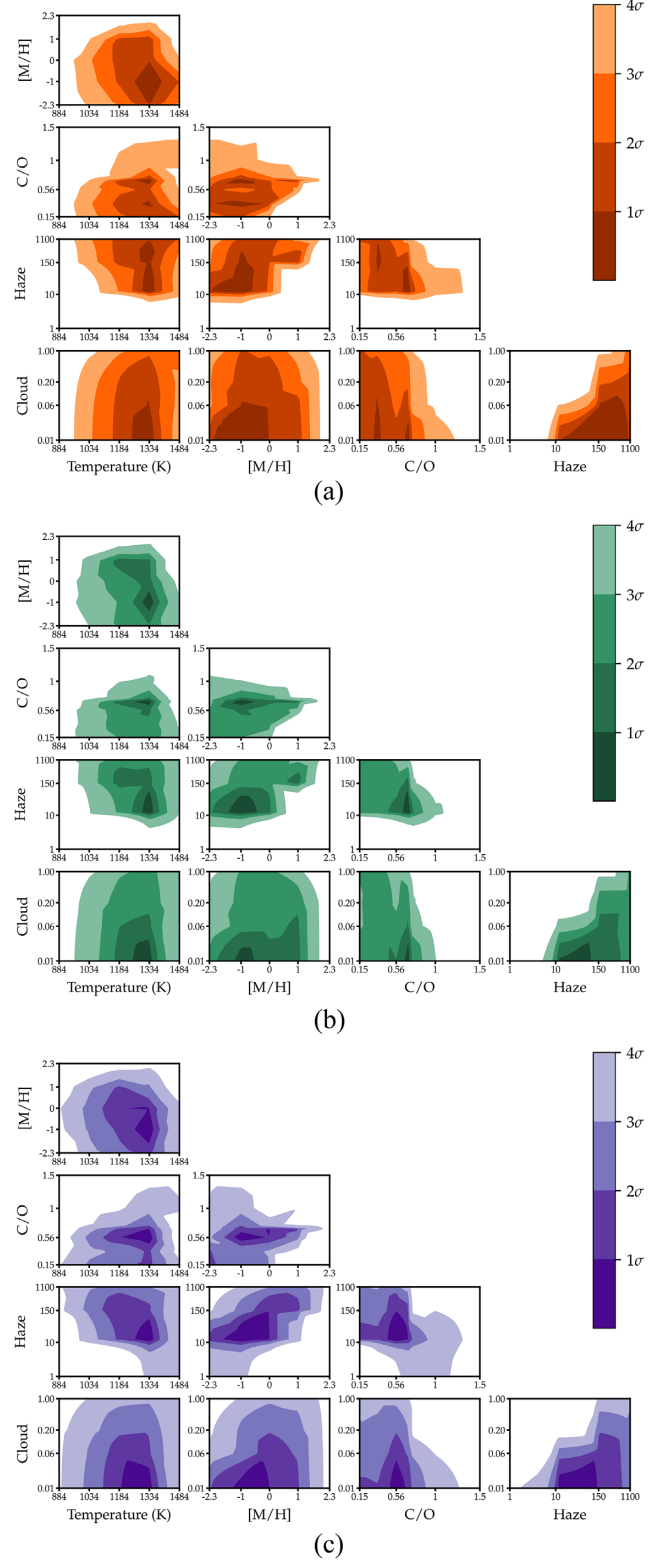 2.3
1
0
-1
-2.3
[M/H]
884 1034 1184 1334 1484
4σ
3σ
2σ
1σ
1.5
1
0.56
0.15
C/O
884 1034 1184 1334 1484
-2.3 -1 0 1 2.3
1100
150
10
1
Haze
884 1034 1184 1334 1484
-2.3 -1 0 1 2.3
0.15 0.56 1 1.5
1.00
0.20
0.06
0.01
Cloud
884 1034 1184 1334 1484
-2.3 -1 0 1 2.3
0.15 0.56 1 1.5
1 10 150 1100
Temperature (K) [M/H] C/O Haze
(a)
2.3
1
0
-1
-2.3
[M/H]
884 1034 1184 1334 1484
4σ
3σ
2σ
1σ
1.5
1
0.56
0.15
C/O
884 1034 1184 1334 1484
-2.3 -1 0 1 2.3
1100
150
10
1
Haze
884 1034 1184 1334 1484
-2.3 -1 0 1 2.3
0.15 0.56 1 1.5
1.00
0.20
0.06
0.01
Cloud
884 1034 1184 1334 1484
-2.3 -1 0 1 2.3
0.15 0.56 1 1.5
1 10 150 1100
Temperature (K) [M/H] C/O Haze
(b)
2.3
1
0
-1
-2.3
[M/H]
884 1034 1184 1334 1484
4σ
3σ
2σ
1σ
1.5
1
0.56
0.15
C/O
884 1034 1184 1334 1484
-2.3 -1 0 1 2.3
1100
150
10
1
Haze
884 1034 1184 1334 1484
-2.3 -1 0 1 2.3
0.15 0.56 1 1.5
1.00
0.20
0.06
0.01
Cloud
884 1034 1184 1334 1484
-2.3 -1 0 1 2.3
0.15 0.56 1 1.5
1 10 150 1100
Temperature (K) [M/H] C/O Haze
(c)